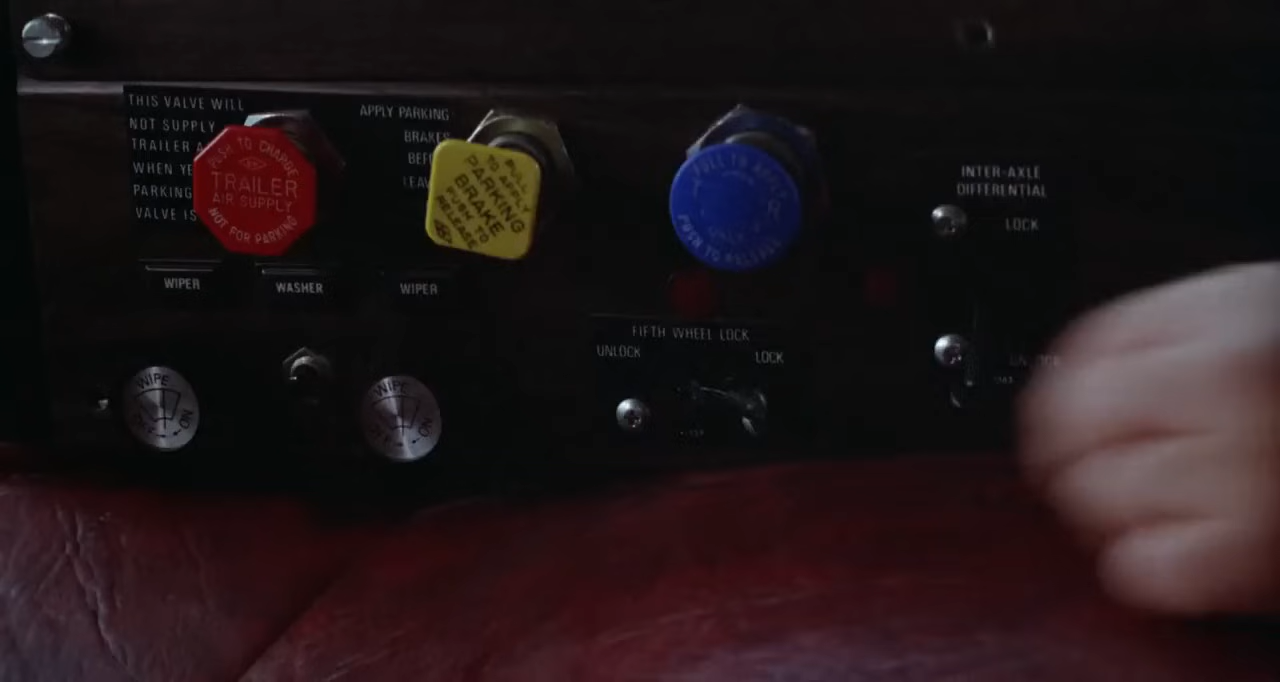 THIS VALVE WILL
NOT SUPPLY
TRAILER
WHEN
PARKING
VALVE IS
PUSH TO CHARGE
TRAILER
AIR SUPPLY
NOT FOR PARKING
APPLY PARKING
BRAKES
PULL
TO APPLY
PARKING
BRAKE
PUSH TO
RELEASE
PULL TO APPLY
PUSH TO RELEASE
INTER-AXLE
DIFFERENTIAL
LOCK
WIPER
WASHER
WIPER
FIFTH WHEEL LOCK
UNLOCK
LOCK
WIPE
ON
WIPE
ON